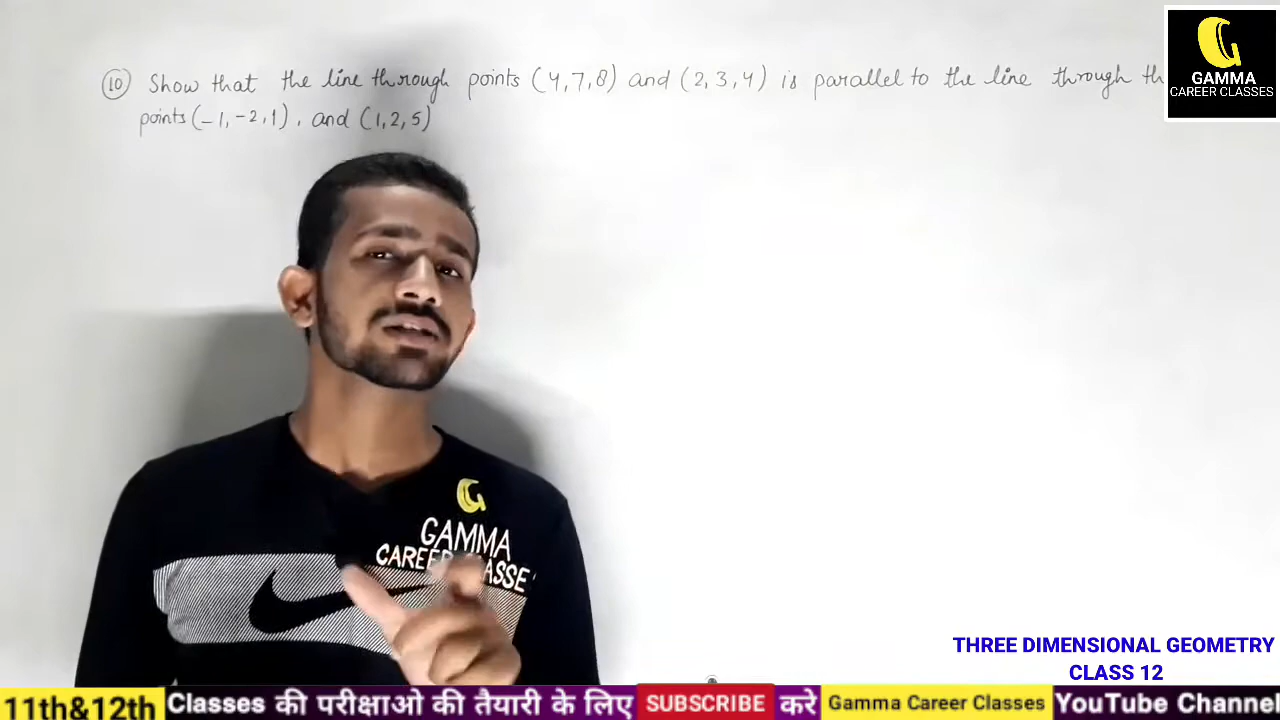 (10) Show that the line through points (4,7,8) and (2,3,4) is parallel to the line through
points (-1,-2,1), and (1,2,5)
GAMMA
CAREER CLASSES
GAMMA
THREE DIMENSIONAL GEOMETRY
CLASS 12
11th&12th Classes की परीक्षाओ की तैयारी के लिए SUBSCRIBE करे Gamma Career Classes YouTube Channel